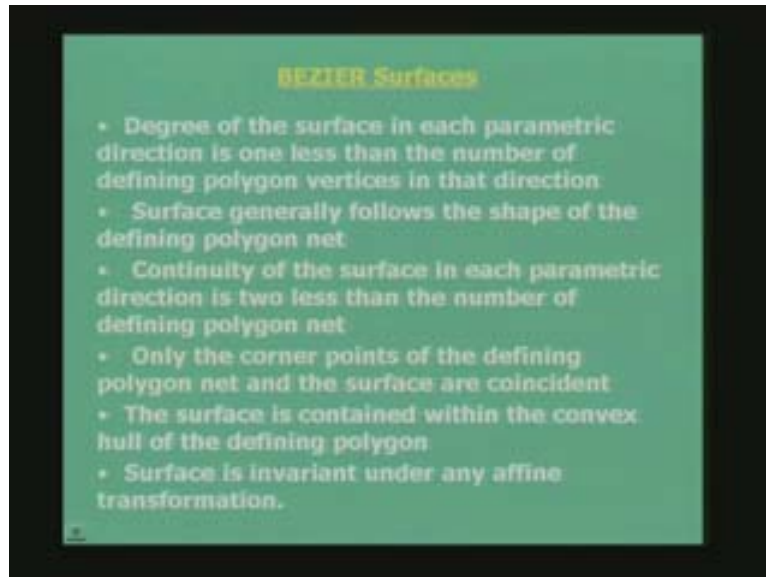 BEZIER Surfaces
• Degree of the surface in each parametric
direction is one less than the number of
defining polygon vertices in that direction
• Surface generally follows the shape of the
defining polygon net
• Continuity of the surface in each parametric
direction is two less than the number of
defining polygon net
• Only the corner points of the defining
polygon net and the surface are coincident
• The surface is contained within the convex
hull of the defining polygon
• Surface is invariant under any affine
transformation.